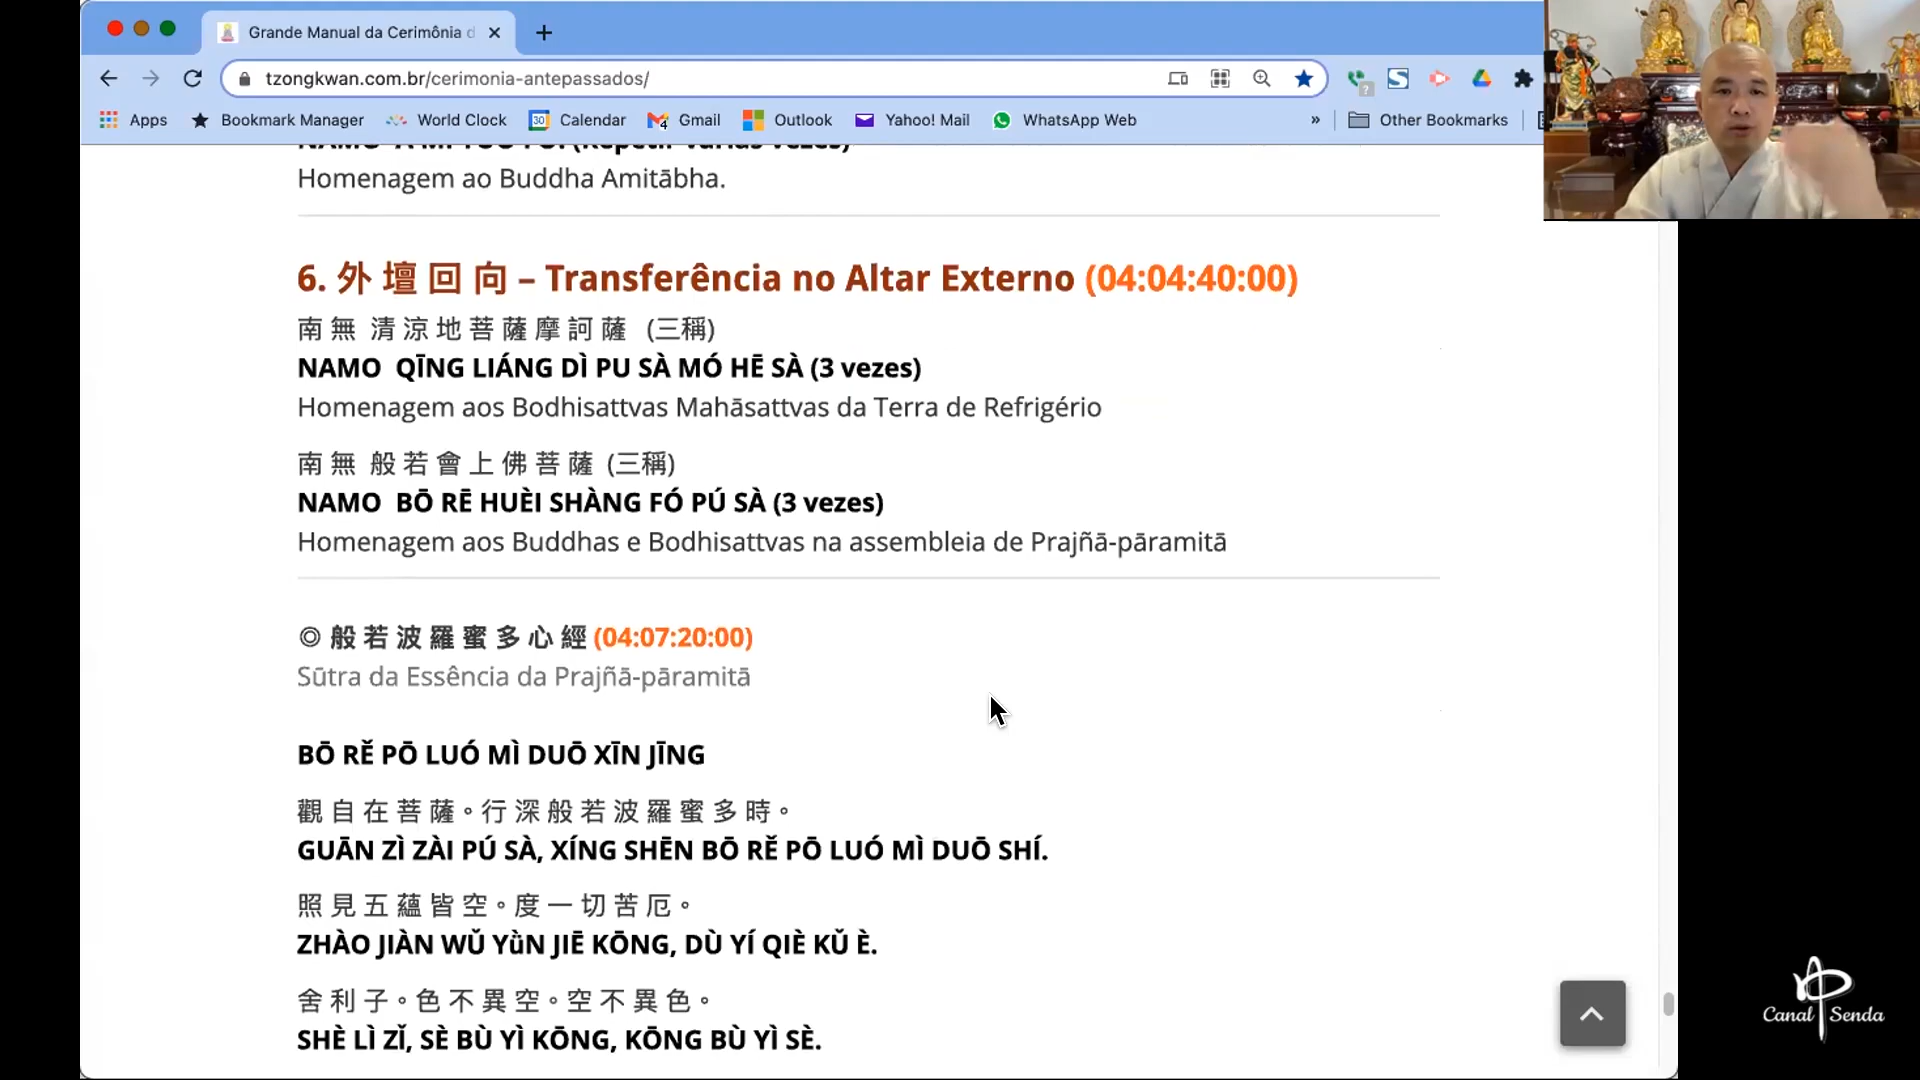 Grande Manual da Cerimônia d
tzongkwan.com.br/cerimonia-antepassados/
Apps Bookmark Manager World Clock 30 Calendar 4 Gmail Outlook Yahoo! Mail WhatsApp Web » Other Bookmarks
Homenagem ao Buddha Amitābha.
6. 外 壇 回 向 – Transferência no Altar Externo (04:04:40:00)
南 無 清 涼 地 菩 薩 摩 訶 薩 (三稱)
NAMO QĪNG LIÁNG DÌ PU SÀ MÓ HĒ SÀ (3 vezes)
Homenagem aos Bodhisattvas Mahāsattvas da Terra de Refrigério
南 無 般 若 會 上 佛 菩 薩 (三稱)
NAMO BŌ RĒ HUÈI SHÀNG FÓ PÚ SÀ (3 vezes)
Homenagem aos Buddhas e Bodhisattvas na assembleia de Prajñā-pāramitā
◎ 般 若 波 羅 蜜 多 心 經 (04:07:20:00)
Sūtra da Essência da Prajñā-pāramitā
BŌ RĚ PŌ LUÓ MÌ DUŌ XĪN JĪNG
觀 自 在 菩 薩。行 深 般 若 波 羅 蜜 多 時。
GUĀN ZÌ ZÀI PÚ SÀ, XÍNG SHĒN BŌ RĚ PŌ LUÓ MÌ DUŌ SHÍ.
照 見 五 蘊 皆 空。度 一 切 苦 厄。
ZHÀO JIÀN WǓ YǜN JIĒ KŌNG, DÙ YÍ QIÈ KǓ È.
舍 利 子。色 不 異 空。空 不 異 色。
SHÈ LÌ ZǏ, SÈ BÙ YÌ KŌNG, KŌNG BÙ YÌ SÈ.
Canal Senda